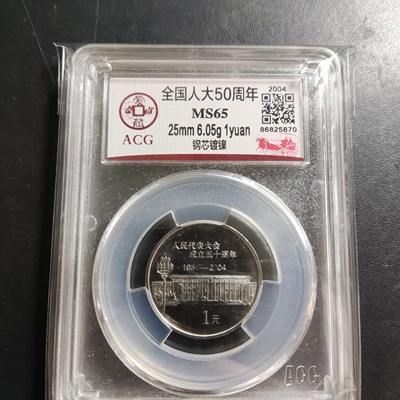 全国人大50周年
2004
MS65
25mm 6.05g 1yuan
钢芯镀镍
86825870
ACG
人民代表大会
成立五十周年
1954—2004
1元
ACG